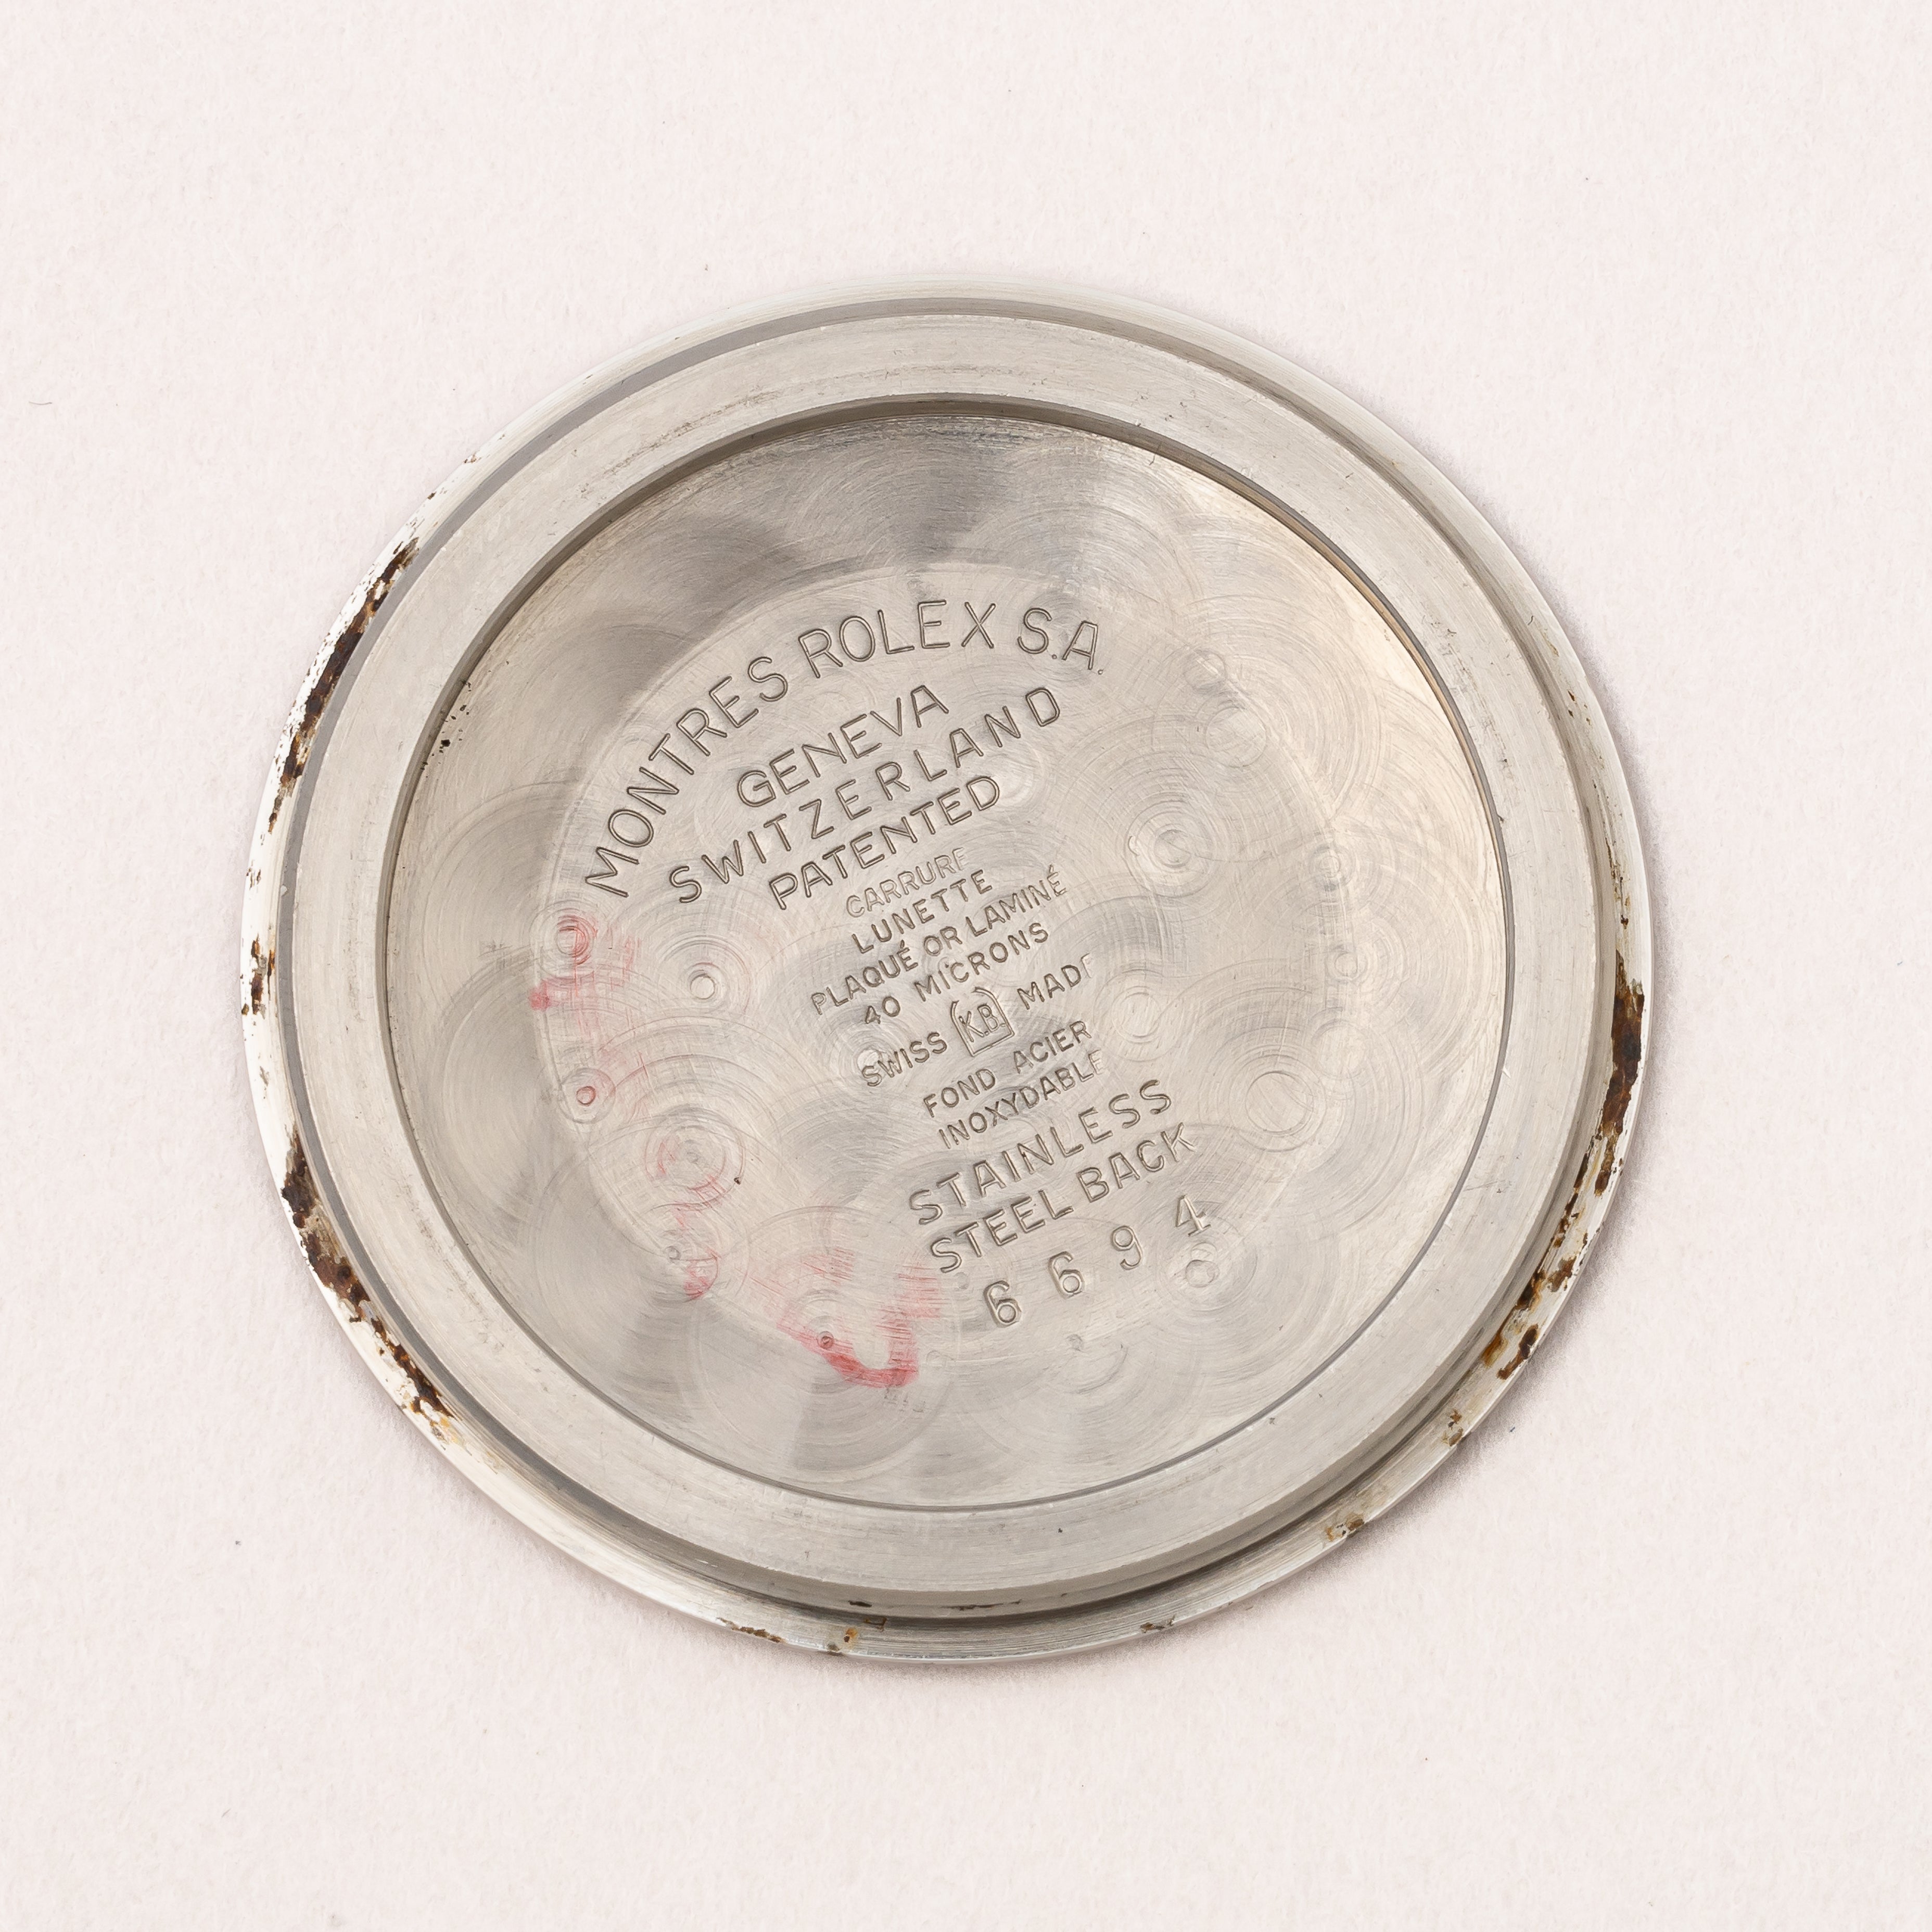 MONTRES ROLEX S.A.
GENEVA
SWITZERLAND
PATENTED
CARRURE
LUNETTE
PLAQUÉ OR LAMINÉ
40 MICRONS
SWISS K.B. MADE
FOND ACIER
INOXYDABLE
STAINLESS
STEEL BACK
6694